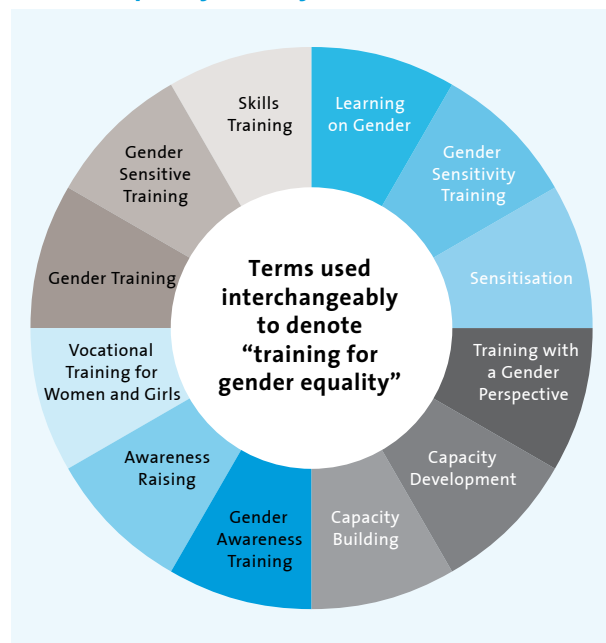 Terms used
interchangeably
to denote
“training for
gender equality”
Learning
on Gender
Gender
Sensitivity
Training
Sensitisation
Training with
a Gender
Perspective
Capacity
Development
Capacity
Building
Gender
Awareness
Training
Awareness
Raising
Vocational
Training for
Women and Girls
Gender Training
Gender
Sensitive
Training
Skills
Training